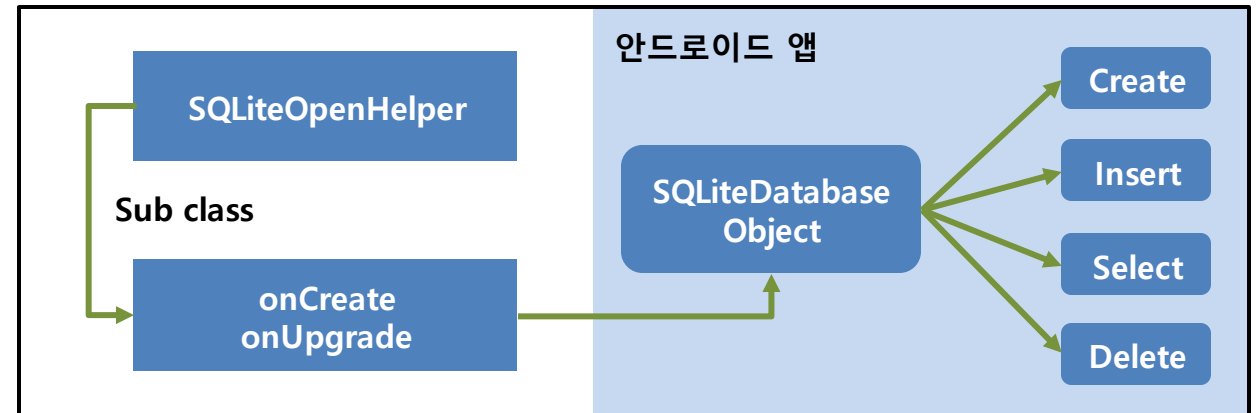 SQLiteOpenHelper
Sub class
onCreate
onUpgrade
안드로이드 앱
SQLiteDatabase
Object
Create
Insert
Select
Delete